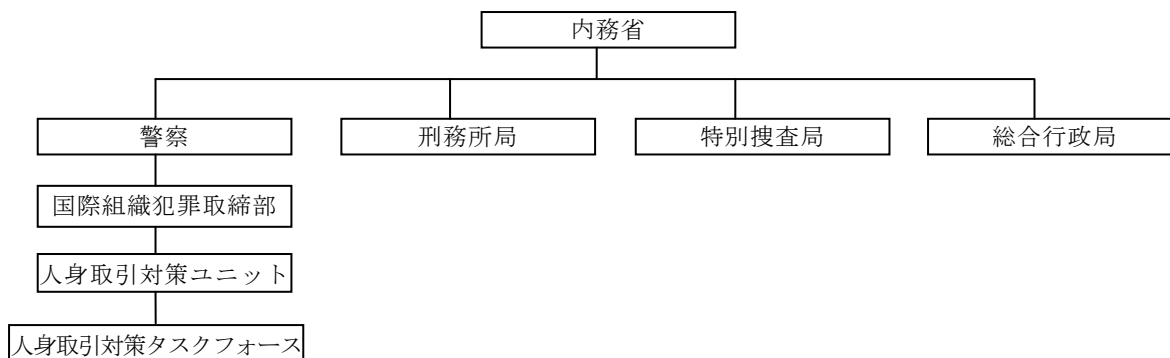 内務省
警察
刑務所局
特別捜査局
総合行政局
国際組織犯罪取締部
人身取引対策ユニット
人身取引対策タスクフォース